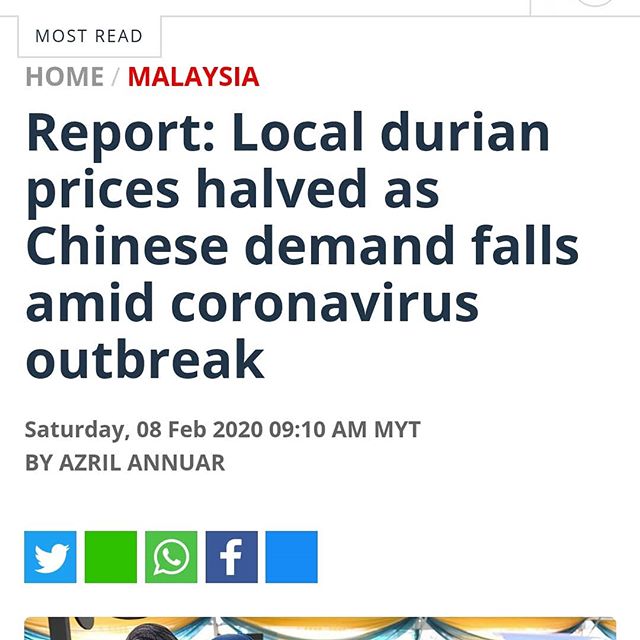 MOST READ
HOME / MALAYSIA
Report: Local durian
prices halved as
Chinese demand falls
amid coronavirus
outbreak
Saturday, 08 Feb 2020 09:10 AM MYT
BY AZRIL ANNUAR